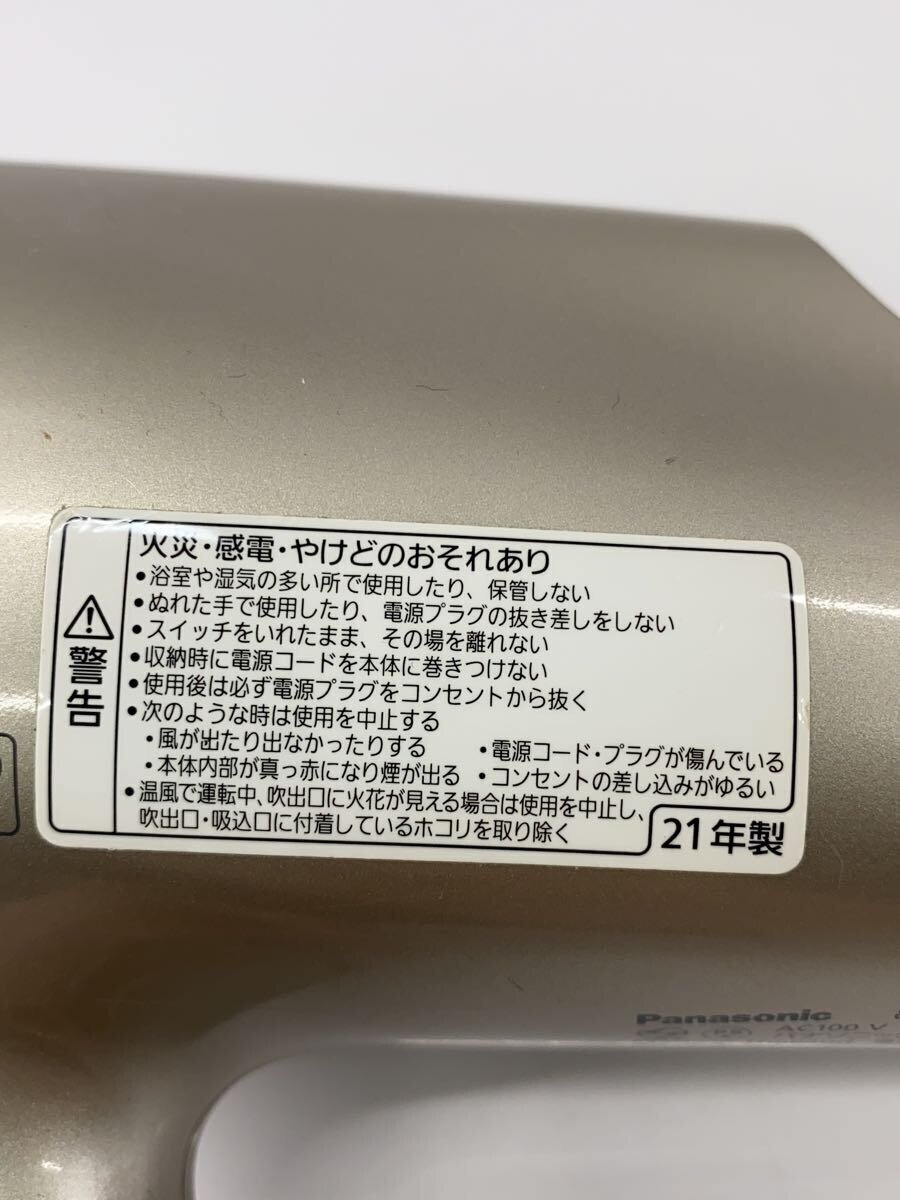 警告
火災・感電・やけどのおそれあり
•浴室や湿気の多い所で使用したり、保管しない
•ぬれた手で使用したり、電源プラグの抜き差しをしない
•スイッチをいれたまま、その場を離れない
•収納時に電源コードを本体に巻きつけない
•使用後は必ず電源プラグをコンセントから抜く
•次のような時は使用を中止する
・風が出たり出なかったりする ・電源コード・プラグが傷んでいる
・本体内部が真っ赤になり煙が出る ・コンセントの差し込みがゆるい
•温風で運転中、吹出口に火花が見える場合は使用を中止し、
吹出口・吸込口に付着しているホコリを取り除く
21年製
Panasonic
AC100 V